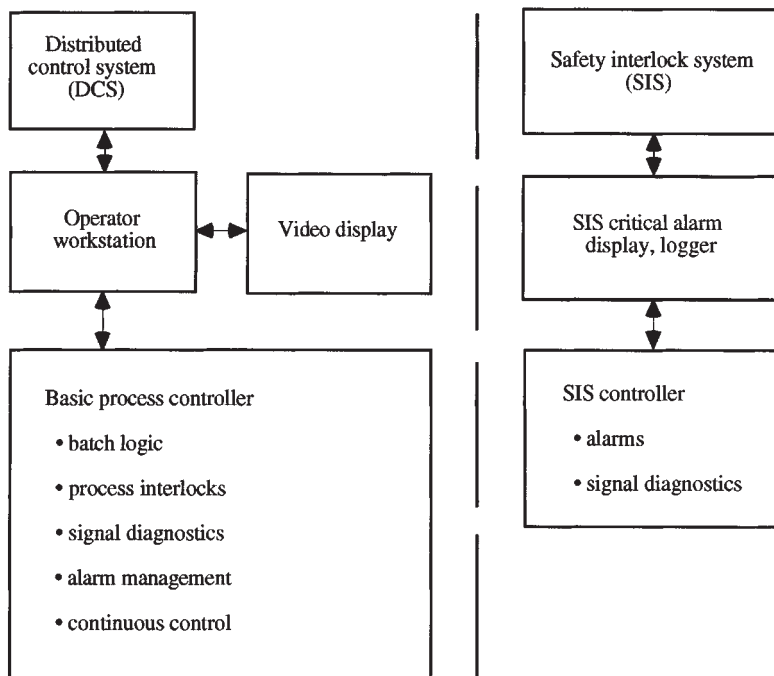 Distributed
control system
(DCS)
Operator
workstation
Video display
Basic process controller
• batch logic
• process interlocks
• signal diagnostics
• alarm management
• continuous control
Safety interlock system
(SIS)
SIS critical alarm
display, logger
SIS controller
• alarms
• signal diagnostics